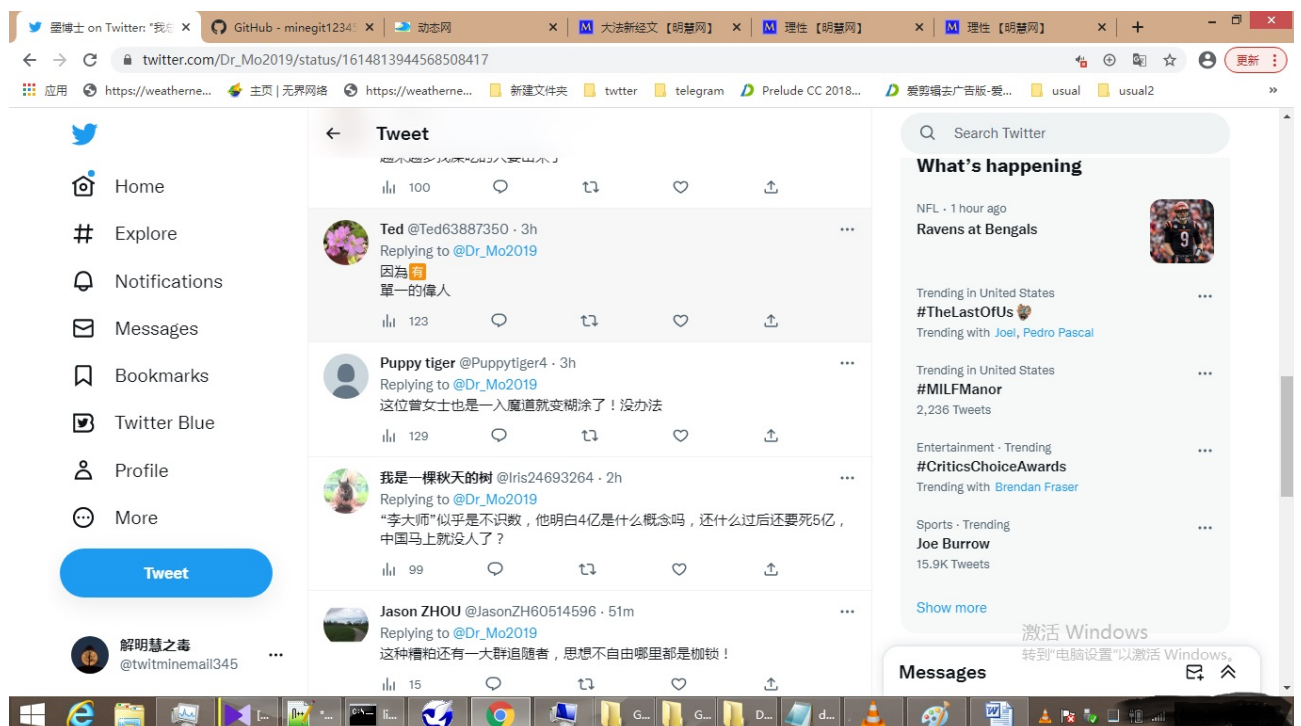 墨博士 on Twitter: "我
GitHub - minegit1234
动态网
大法新经文【明慧网】
理性 【明慧网】
理性 【明慧网】
twitter.com/Dr_Mo2019/status/1614813944568508417
更新
应用
https://weatherne...
主页 | 无界网络
https://weatherne...
新建文件夹
twtter
telegram
Prelude CC 2018...
爱剪辑去广告版-爱...
usual
usual2
»
Home
Explore
Notifications
Messages
Bookmarks
Twitter Blue
Profile
More
Tweet
解明慧之毒
@twitminemail345
Tweet
100
Ted @Ted63887350 · 3h
Replying to @Dr_Mo2019
因為🈶
單一的偉人
123
Puppy tiger @Puppytiger4 · 3h
Replying to @Dr_Mo2019
这位曾女士也是一入魔道就变糊涂了！没办法
129
我是一棵秋天的树 @Iris24693264 · 2h
Replying to @Dr_Mo2019
“李大师”似乎是不识数，他明白4亿是什么概念吗，还什么过后还要死5亿，
中国马上就没人了？
99
Jason ZHOU @JasonZH60514596 · 51m
Replying to @Dr_Mo2019
这种糟粕还有一大群追随者，思想不自由哪里都是枷锁！
15
Search Twitter
What's happening
NFL · 1 hour ago
Ravens at Bengals
Trending in United States
#TheLastOfUs
Trending with Joel, Pedro Pascal
Trending in United States
#MILFManor
2,236 Tweets
Entertainment · Trending
#CriticsChoiceAwards
Trending with Brendan Fraser
Sports · Trending
Joe Burrow
15.9K Tweets
Show more
激活 Windows
转到"电脑设置"以激活 Windows。
Messages
[...
"...
li...
G...
G...
D...
d...